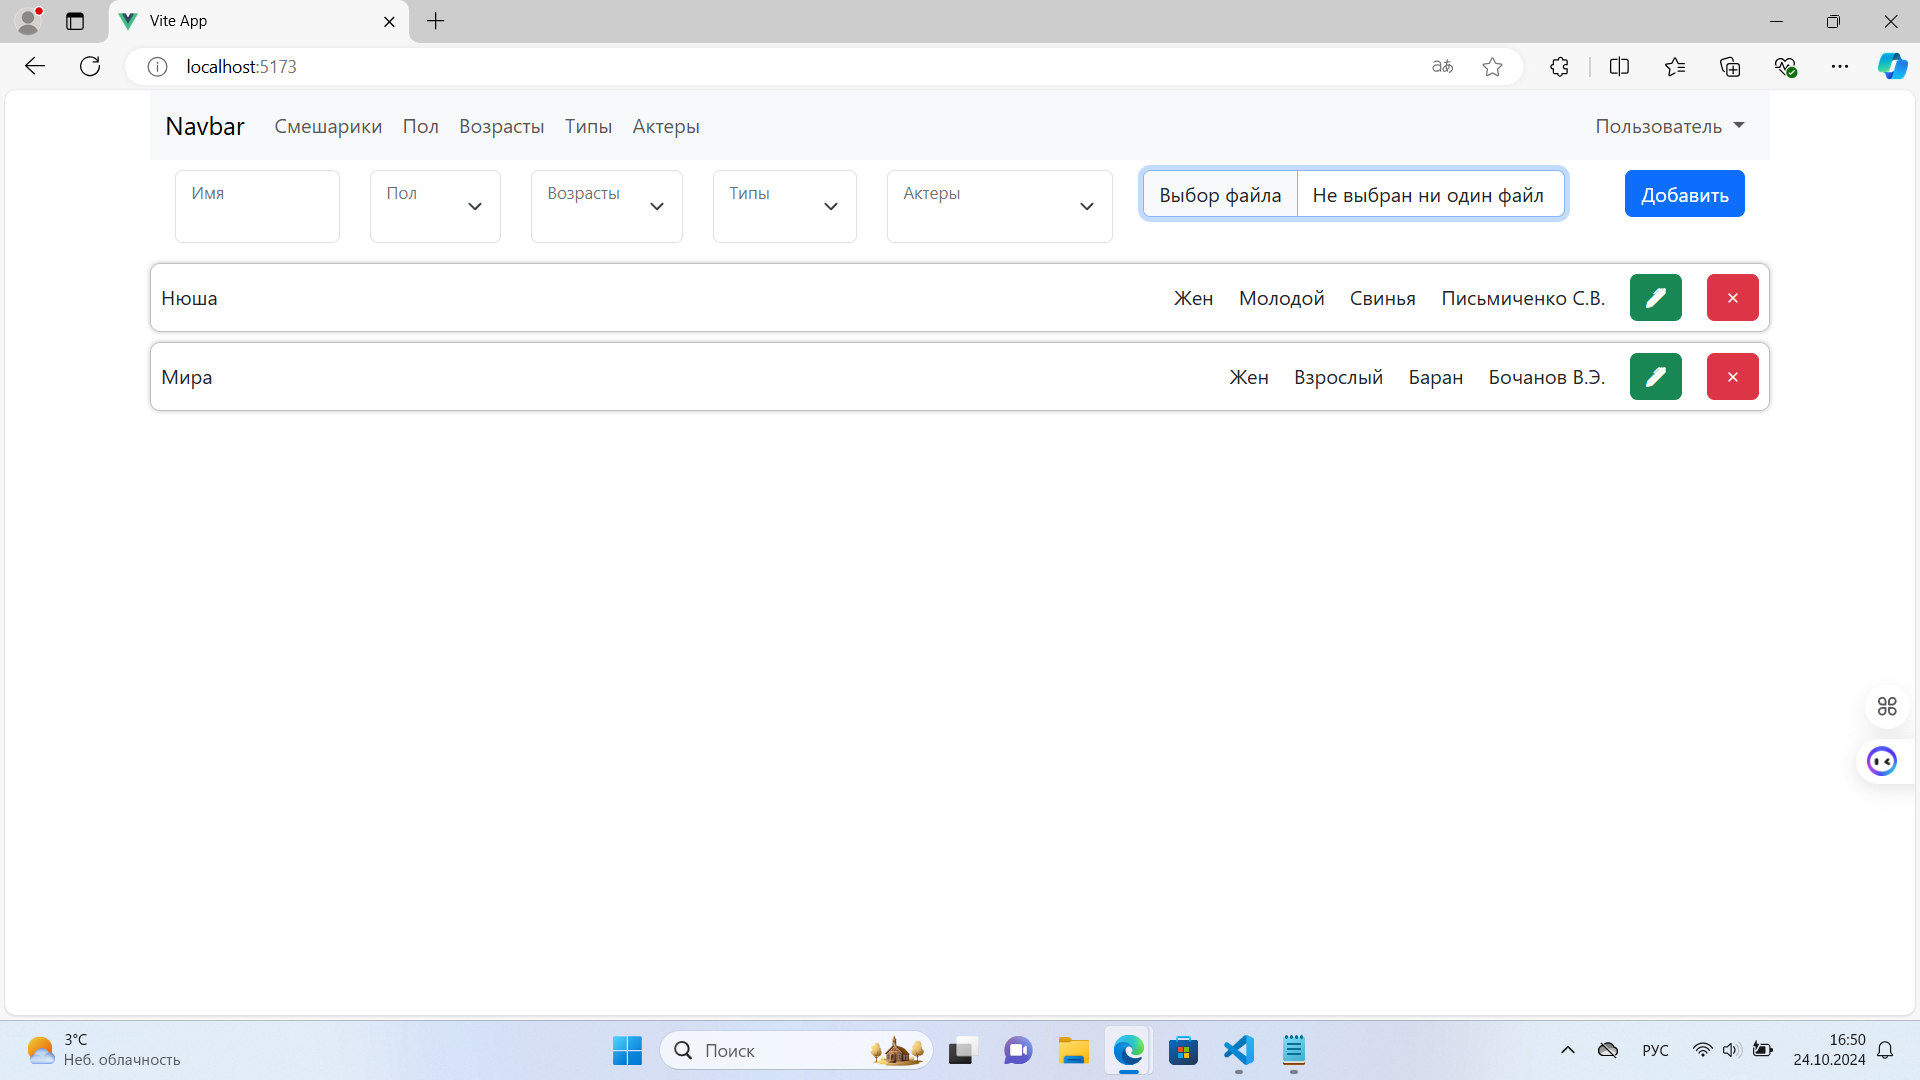 Vite App
localhost:5173
Navbar Смешарики Пол Возрасты Типы Актеры Пользователь
Имя Пол Возрасты Типы Актеры Выбор файла Не выбран ни один файл Добавить
Нюша Жен Молодой Свинья Письмиченко С.В.
Мира Жен Взрослый Баран Бочанов В.Э.
3°C
Неб. облачность
Поиск
РУС
16:50
24.10.2024